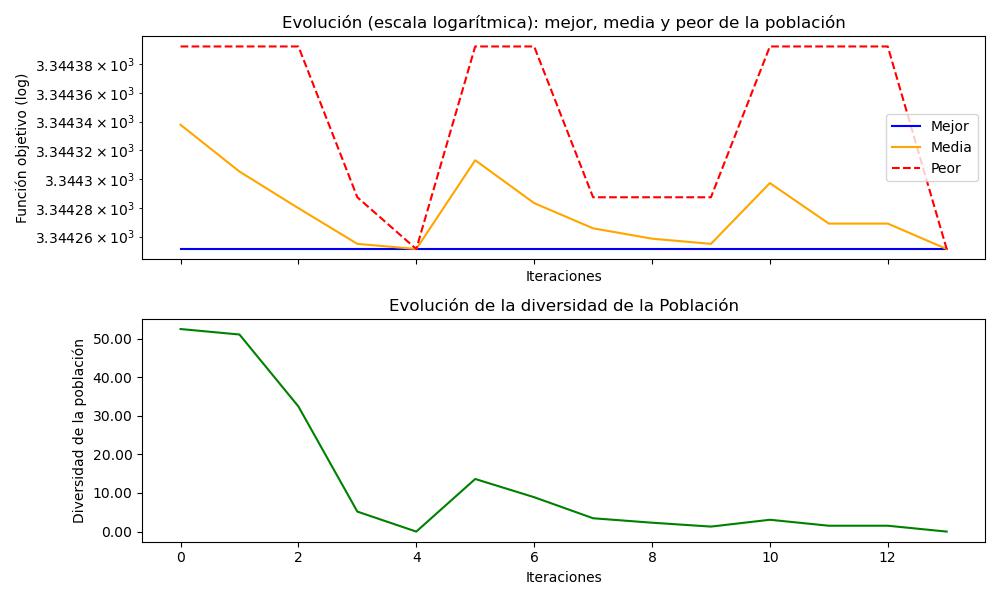 Evolución (escala logarítmica): mejor, media y peor de la población
Función objetivo (log)
3.34438 × 10³
3.34436 × 10³
3.34434 × 10³
3.34432 × 10³
3.3443 × 10³
3.34428 × 10³
3.34426 × 10³
Mejor
Media
Peor
Iteraciones
Evolución de la diversidad de la Población
Diversidad de la población
50.00
40.00
30.00
20.00
10.00
0.00
0 2 4 6 8 10 12
Iteraciones